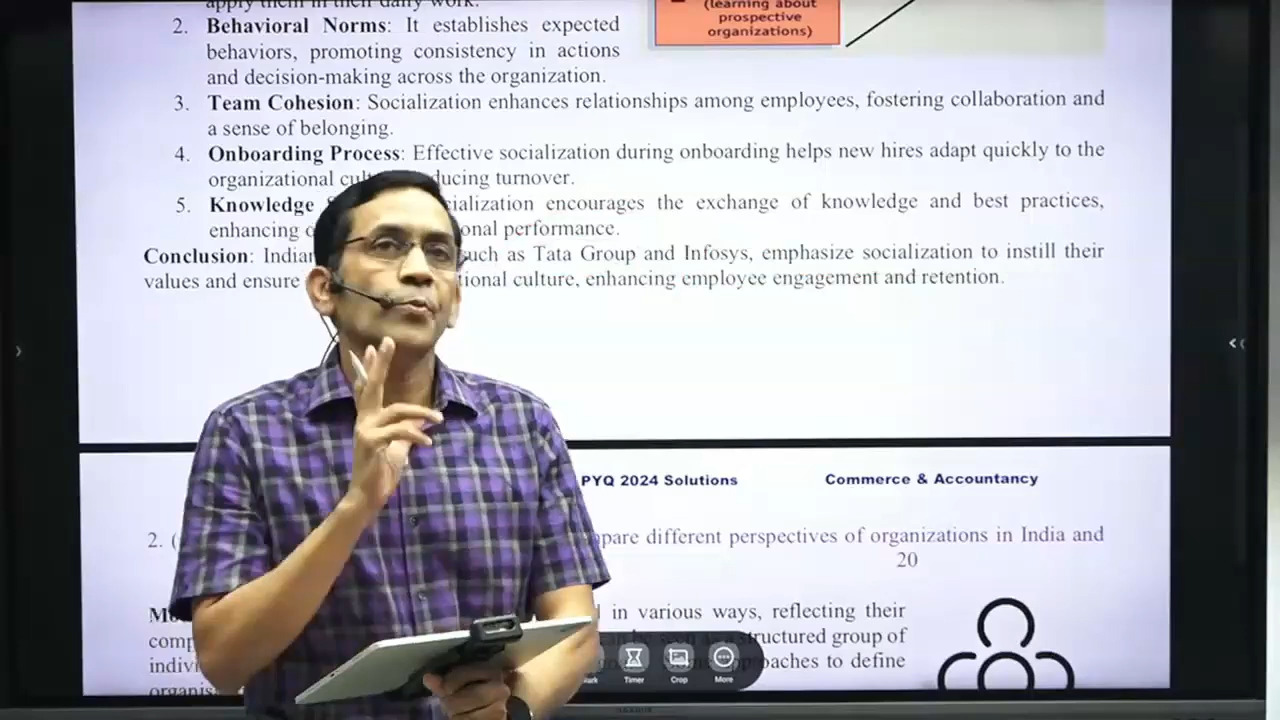 apply them in their daily work.
2. Behavioral Norms: It establishes expected
behaviors, promoting consistency in actions
and decision-making across the organization.
(learning about
prospective
organizations)
3. Team Cohesion: Socialization enhances relationships among employees, fostering collaboration and
a sense of belonging.
4. Onboarding Process: Effective socialization during onboarding helps new hires adapt quickly to the
organizational ducing turnover.
5. Knowledge ialization encourages the exchange of knowledge and best practices,
enhancing onal performance.
Conclusion: Indian such as Tata Group and Infosys, emphasize socialization to instill their
values and ensure tional culture, enhancing employee engagement and retention.
PYQ 2024 Solutions Commerce & Accountancy
2. ( pare different perspectives of organizations in India and
20
in various ways, reflecting their
structured group of
to define
Timer Crop More